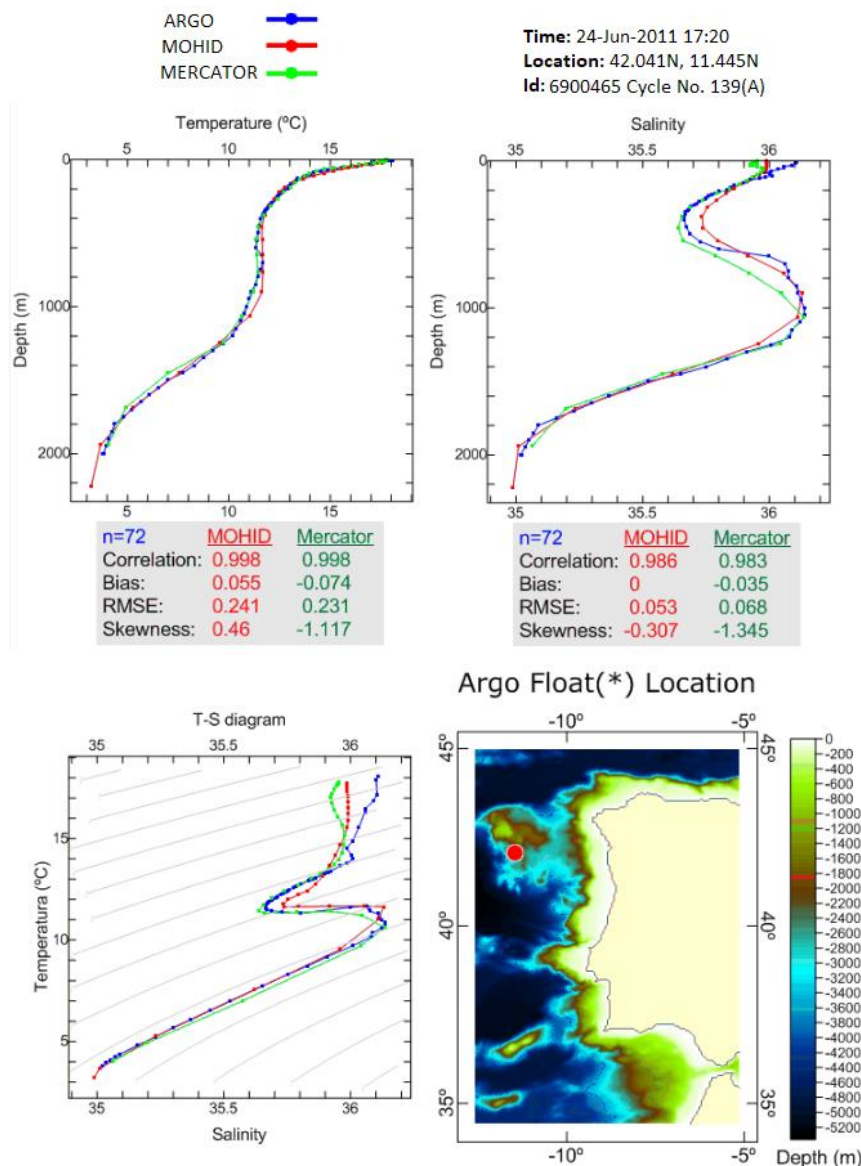 ARGO
MOHID
MERCATOR
Time: 24-Jun-2011 17:20
Location: 42.041N, 11.445N
Id: 6900465 Cycle No. 139(A)
Temperature (ºC)
5 10 15
0
1000
2000
Depth (m)
5 10 15
n=72 MOHID Mercator
Correlation: 0.998 0.998
Bias: 0.055 -0.074
RMSE: 0.241 0.231
Skewness: 0.46 -1.117
Salinity
35 35.5 36
0
1000
2000
Depth (m)
35 35.5 36
n=72 MOHID Mercator
Correlation: 0.986 0.983
Bias: 0 -0.035
RMSE: 0.053 0.068
Skewness: -0.307 -1.345
T-S diagram
35 35.5 36
15
10
5
Temperatura (ºC)
35 35.5 36
Salinity
Argo Float(*) Location
-10º -5º
45º 45º
40º 40º
35º 35º
-10º -5º
0
-200
-400
-600
-800
-1000
-1200
-1400
-1600
-1800
-2000
-2200
-2400
-2600
-2800
-3000
-3200
-3400
-3600
-3800
-4000
-4200
-4400
-4600
-4800
-5000
-5200
Depth (m)